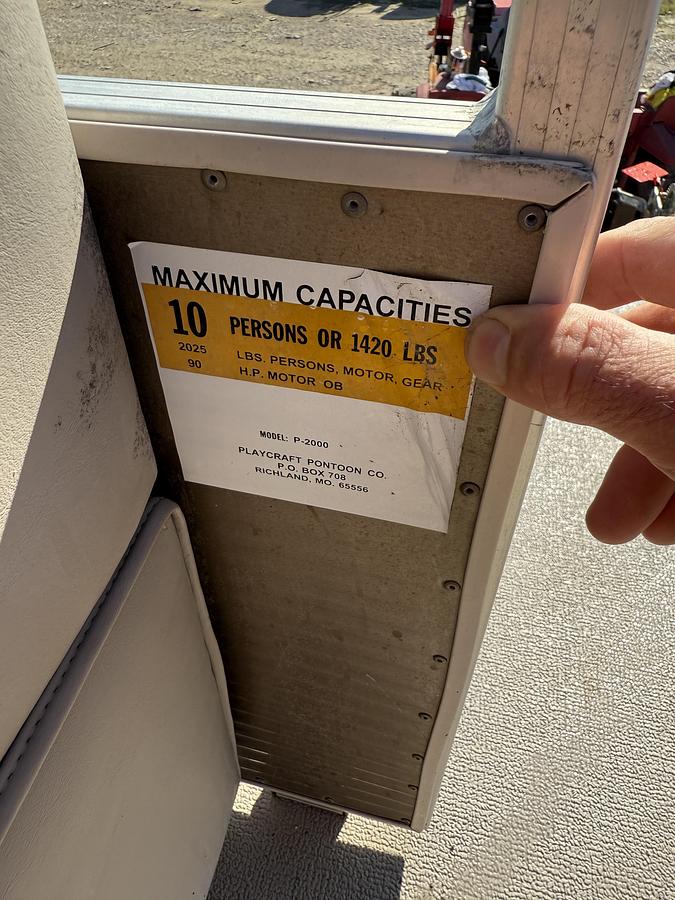 MAXIMUM CAPACITIES
10 PERSONS OR 1420 LBS
2025 LBS. PERSONS, MOTOR, GEAR
90 H.P. MOTOR OB
MODEL: P-2000
PLAYCRAFT PONTOON CO.
P.O. BOX 708
RICHLAND, MO. 65556